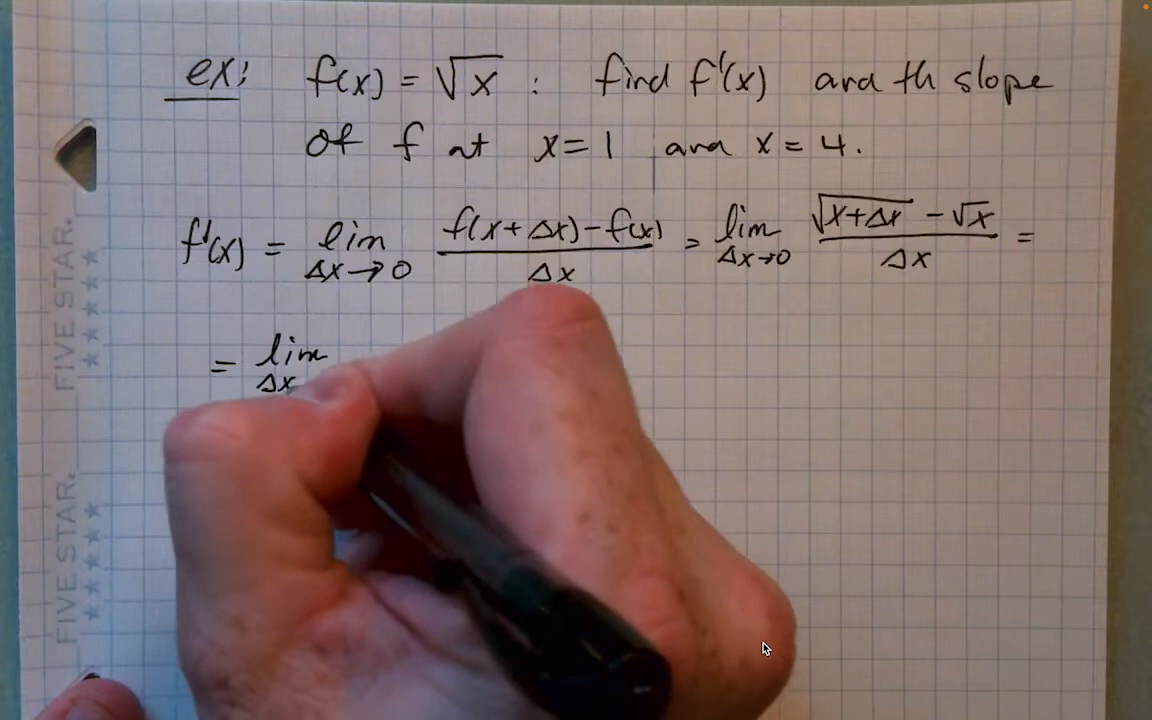 ex: f(x) = √x : find f'(x) and th slope
of f at x = 1 and x = 4.
f'(x) = lim Δx→0 (f(x+Δx) − f(x)) / Δx = lim Δx→0 (√(x+Δx) − √x) / Δx =
= lim Δx
FIVE STAR.
FIVE STAR.